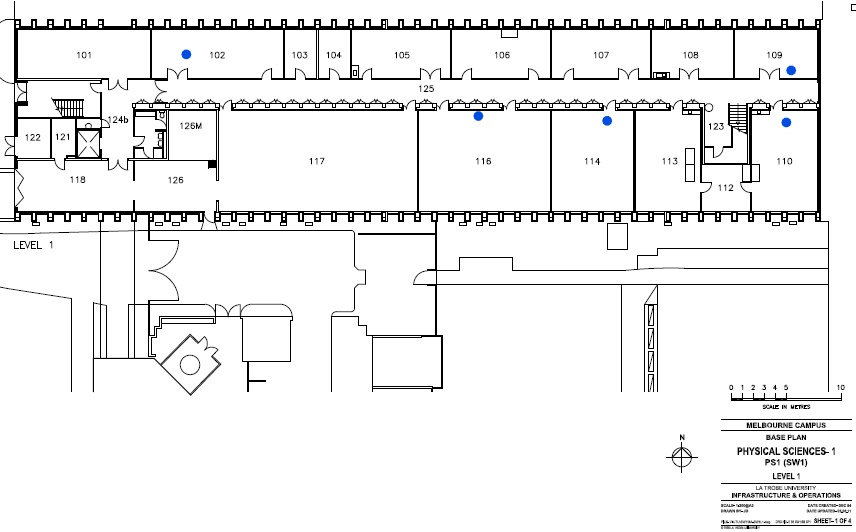 101
102
103
104
105
106
107
108
109
125
124b
126M
122
121
123
117
116
114
113
110
118
126
112
LEVEL 1
0 1 2 3 4 5 10
SCALE IN METRES
MELBOURNE CAMPUS
BASE PLAN
N
PHYSICAL SCIENCES- 1
PS1 (SW1)
LEVEL 1
LA TROBE UNIVERSITY
INFRASTRUCTURE & OPERATIONS
SHEET-1 OF 4